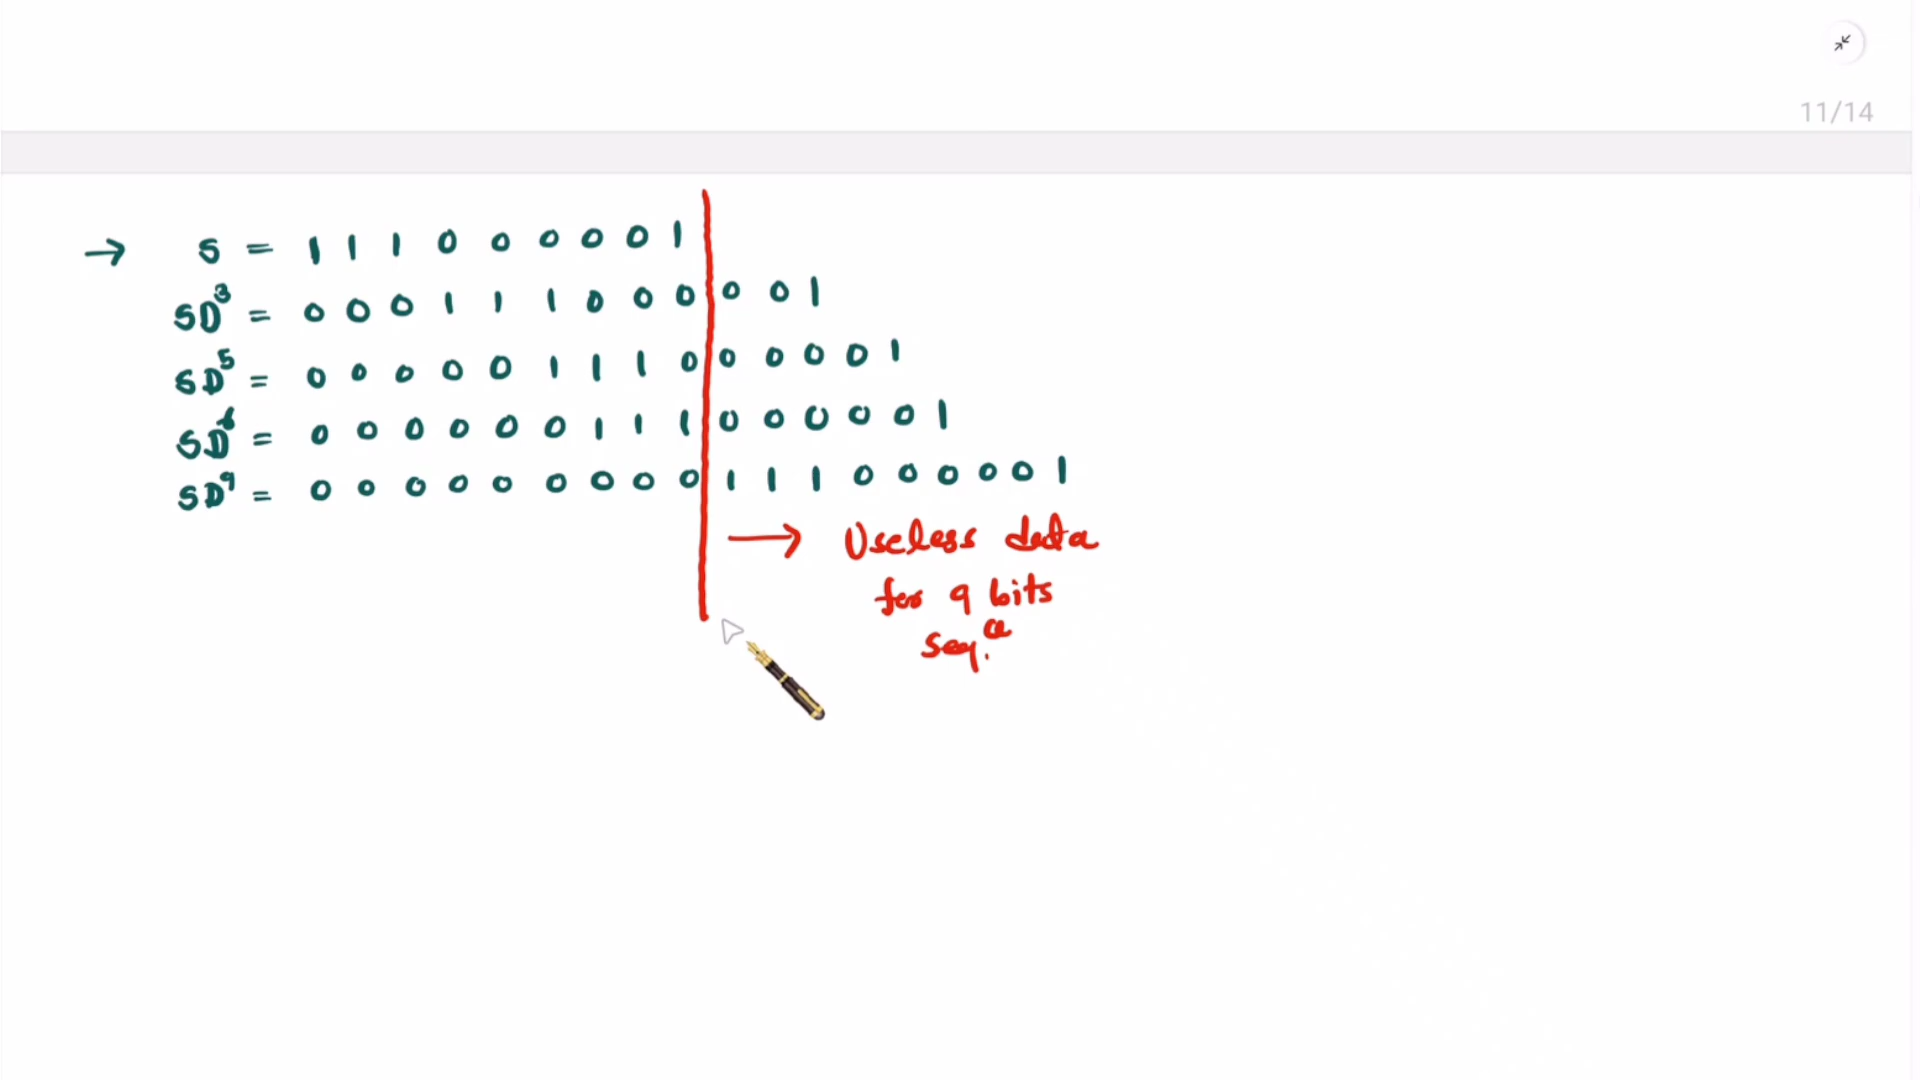 11/14
→ S = 1 1 1 0 0 0 0 0 1
SD³ = 0 0 0 1 1 1 0 0 0 0 0 1
SD⁵ = 0 0 0 0 0 1 1 1 0 0 0 0 0 1
SD⁶ = 0 0 0 0 0 0 1 1 1 0 0 0 0 0 1
SD⁹ = 0 0 0 0 0 0 0 0 0 1 1 1 0 0 0 0 0 1
→ Useless data
for 9 bits
seq.ce